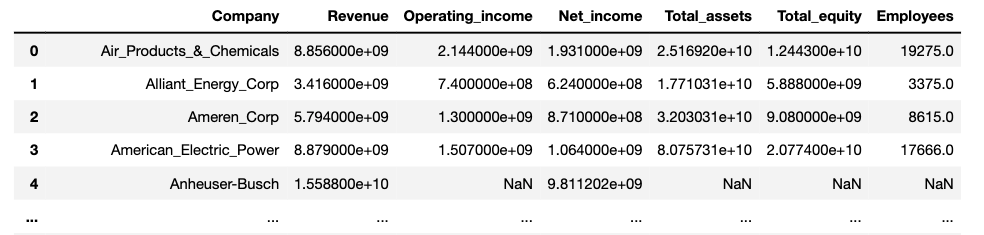 Company Revenue Operating_income Net_income Total_assets Total_equity Employees
0 Air_Products_&_Chemicals 8.856000e+09 2.144000e+09 1.931000e+09 2.516920e+10 1.244300e+10 19275.0
1 Alliant_Energy_Corp 3.416000e+09 7.400000e+08 6.240000e+08 1.771031e+10 5.888000e+09 3375.0
2 Ameren_Corp 5.794000e+09 1.300000e+09 8.710000e+08 3.203031e+10 9.080000e+09 8615.0
3 American_Electric_Power 8.879000e+09 1.507000e+09 1.064000e+09 8.075731e+10 2.077400e+10 17666.0
4 Anheuser-Busch 1.558800e+10 NaN 9.811202e+09 NaN NaN NaN
... ... ... ... ... ... ... ...